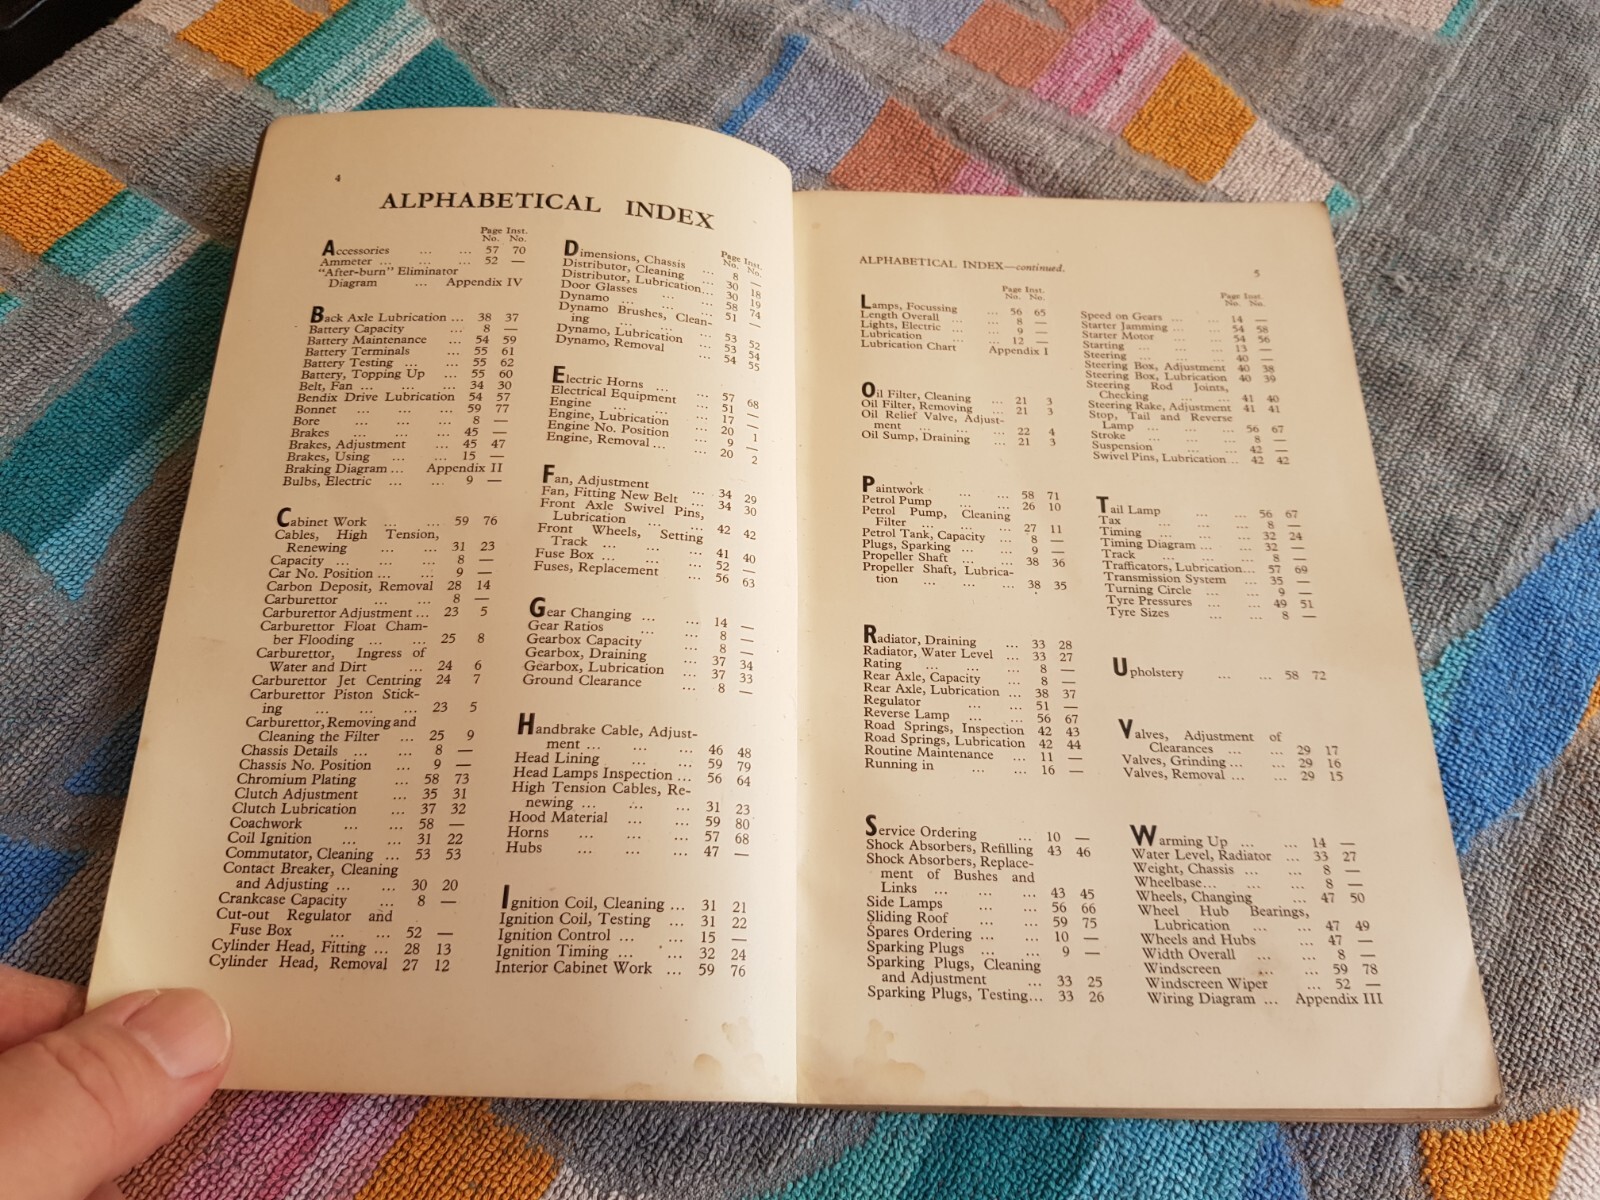 4
ALPHABETICAL INDEX
Page Inst.
No. No.
Accessories ... ... 57 70
Ammeter ... ... ... 52 —
"After-burn" Eliminator
Diagram ... Appendix IV
Back Axle Lubrication ... 38 37
Battery Capacity ... 8 —
Battery Maintenance ... 54 59
Battery Terminals ... 55 61
Battery Testing ... ... 55 62
Battery, Topping Up ... 55 60
Belt, Fan ... ... ... 34 30
Bendix Drive Lubrication 54 57
Bonnet ... ... ... 59 77
Bore ... ... ... 8 —
Brakes ... ... ... 45 —
Brakes, Adjustment ... 45 47
Brakes, Using ... ... 15 —
Braking Diagram ... Appendix II
Bulbs, Electric ... ... 9 —
Cabinet Work ... ... 59 76
Cables, High Tension,
Renewing ... ... 31 23
Capacity ... ... ... 8 —
Car No. Position ... ... 9 —
Carbon Deposit, Removal 28 14
Carburettor ... ... 8 —
Carburettor Adjustment ... 23 5
Carburettor Float Cham-
ber Flooding ... ... 25 8
Carburettor, Ingress of
Water and Dirt ... 24 6
Carburettor Jet Centring 24 7
Carburettor Piston Stick-
ing ... ... ... 23 5
Carburettor, Removing and
Cleaning the Filter ... 25 9
Chassis Details ... ... 8 —
Chassis No. Position ... 9 —
Chromium Plating ... 58 73
Clutch Adjustment ... 35 31
Clutch Lubrication ... 37 32
Coachwork ... ... 58 —
Coil Ignition ... ... 31 22
Commutator, Cleaning ... 53 53
Contact Breaker, Cleaning
and Adjusting ... ... 30 20
Crankcase Capacity ... 8 —
Cut-out Regulator and
Fuse Box ... ... 52 —
Cylinder Head, Fitting ... 28 13
Cylinder Head, Removal 27 12
Page Inst.
No. No.
Dimensions, Chassis ... 8 —
Distributor, Cleaning ... 30 18
Distributor, Lubrication... 30 19
Door Glasses ... ... 58 74
Dynamo ... ... ... 51 —
Dynamo Brushes, Clean-
ing ... ... ... 53 52
Dynamo, Lubrication ... 53 54
Dynamo, Removal ... 54 55
Electric Horns ... ... 57 68
Electrical Equipment ... 51 —
Engine ... ... ... 17 —
Engine, Lubrication ... 20 1
Engine No. Position ... 9 —
Engine, Removal ... ... 20 2
Fan, Adjustment ... 34 29
Fan, Fitting New Belt ... 34 30
Front Axle Swivel Pins,
Lubrication ... ... 42 42
Front Wheels, Setting
Track ... ... ... 41 40
Fuse Box ... ... ... 52 —
Fuses, Replacement ... 56 63
Gear Changing ... ... 14 —
Gear Ratios ... ... 8 —
Gearbox Capacity ... 8 —
Gearbox, Draining ... 37 34
Gearbox, Lubrication ... 37 33
Ground Clearance ... 8 —
Handbrake Cable, Adjust-
ment ... ... ... 46 48
Head Lining ... ... 59 79
Head Lamps Inspection ... 56 64
High Tension Cables, Re-
newing ... ... ... 31 23
Hood Material ... ... 59 80
Horns ... ... ... 57 68
Hubs ... ... ... 47 —
Ignition Coil, Cleaning ... 31 21
Ignition Coil, Testing ... 31 22
Ignition Control ... ... 15 —
Ignition Timing ... ... 32 24
Interior Cabinet Work ... 59 76
ALPHABETICAL INDEX—continued.
5
Page Inst.
No. No.
Lamps, Focussing ... 56 65
Length Overall ... ... 8 —
Lights, Electric ... ... 9 —
Lubrication ... ... 12 —
Lubrication Chart Appendix I
Oil Filter, Cleaning ... 21 3
Oil Filter, Removing ... 21 3
Oil Relief Valve, Adjust-
ment ... ... ... 22 4
Oil Sump, Draining ... 21 3
Paintwork ... ... 58 71
Petrol Pump ... ... 26 10
Petrol Pump, Cleaning
Filter ... ... ... 27 11
Petrol Tank, Capacity ... 8 —
Plugs, Sparking ... ... 9 —
Propeller Shaft ... ... 38 36
Propeller Shaft, Lubrica-
tion ... ... ... 38 35
Radiator, Draining ... 33 28
Radiator, Water Level ... 33 27
Rating ... ... ... 8 —
Rear Axle, Capacity ... 8 —
Rear Axle, Lubrication ... 38 37
Regulator ... ... 51 —
Reverse Lamp ... ... 56 67
Road Springs, Inspection 42 43
Road Springs, Lubrication 42 44
Routine Maintenance ... 11 —
Running in ... ... 16 —
Service Ordering ... 10 —
Shock Absorbers, Refilling 43 46
Shock Absorbers, Replace-
ment of Bushes and
Links ... ... ... 43 45
Side Lamps ... ... 56 66
Sliding Roof ... ... 59 75
Spares Ordering ... ... 10 —
Sparking Plugs ... ... 9 —
Sparking Plugs, Cleaning
and Adjustment ... 33 25
Sparking Plugs, Testing... 33 26
Page Inst.
No. No.
Speed on Gears ... ... 14 —
Starter Jamming ... ... 54 58
Starter Motor ... ... 54 56
Starting ... ... ... 13 —
Steering ... ... ... 40 —
Steering Box, Adjustment 40 38
Steering Box, Lubrication 40 39
Steering Rod Joints,
Checking ... ... 41 40
Steering Rake, Adjustment 41 41
Stop, Tail and Reverse
Lamp ... ... ... 56 67
Stroke ... ... ... 8 —
Suspension ... ... 42 —
Swivel Pins, Lubrication... 42 42
Tail Lamp ... ... 56 67
Tax ... ... ... 8 —
Timing ... ... ... 32 24
Timing Diagram ... ... 32 —
Track ... ... ... 8 —
Trafficators, Lubrication... 57 69
Transmission System ... 35 —
Turning Circle ... ... 9 —
Tyre Pressures ... ... 49 51
Tyre Sizes ... ... 8 —
Upholstery ... ... 58 72
Valves, Adjustment of
Clearances ... ... 29 17
Valves, Grinding ... ... 29 16
Valves, Removal ... ... 29 15
Warming Up ... ... 14 —
Water Level, Radiator ... 33 27
Weight, Chassis ... ... 8 —
Wheelbase... ... ... 8 —
Wheels, Changing ... 47 50
Wheel Hub Bearings,
Lubrication ... ... 47 49
Wheels and Hubs ... 47 —
Width Overall ... ... 8 —
Windscreen ... ... 59 78
Windscreen Wiper ... 52 —
Wiring Diagram ... Appendix III